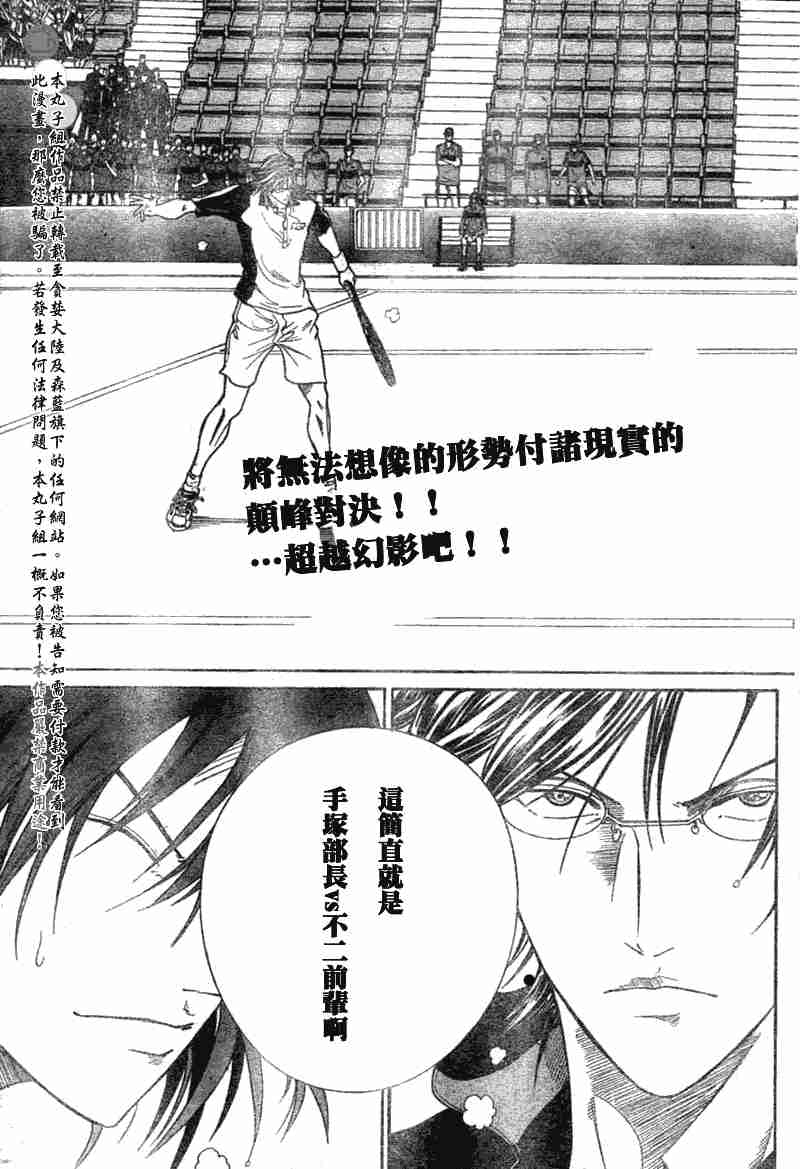 將無法想像的形勢付諸現實的
顛峰對決！！
…超越幻影吧！！
這簡直就是
手塚部長vs不二前輩啊
本丸子組作品禁止轉載至貪婪大陸及森藍旗下的任何網站。如果您被告知需要付款才能看到
此漫畫，那麼您被騙了。若發生任何法律問題，本丸子組一概不負責！本作品嚴禁商業用途！